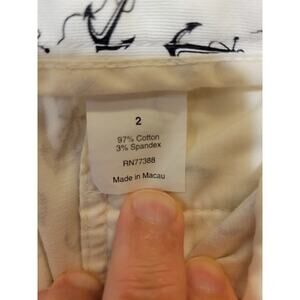 2
97% Cotton
3% Spandex
RN77388
Made in Macau